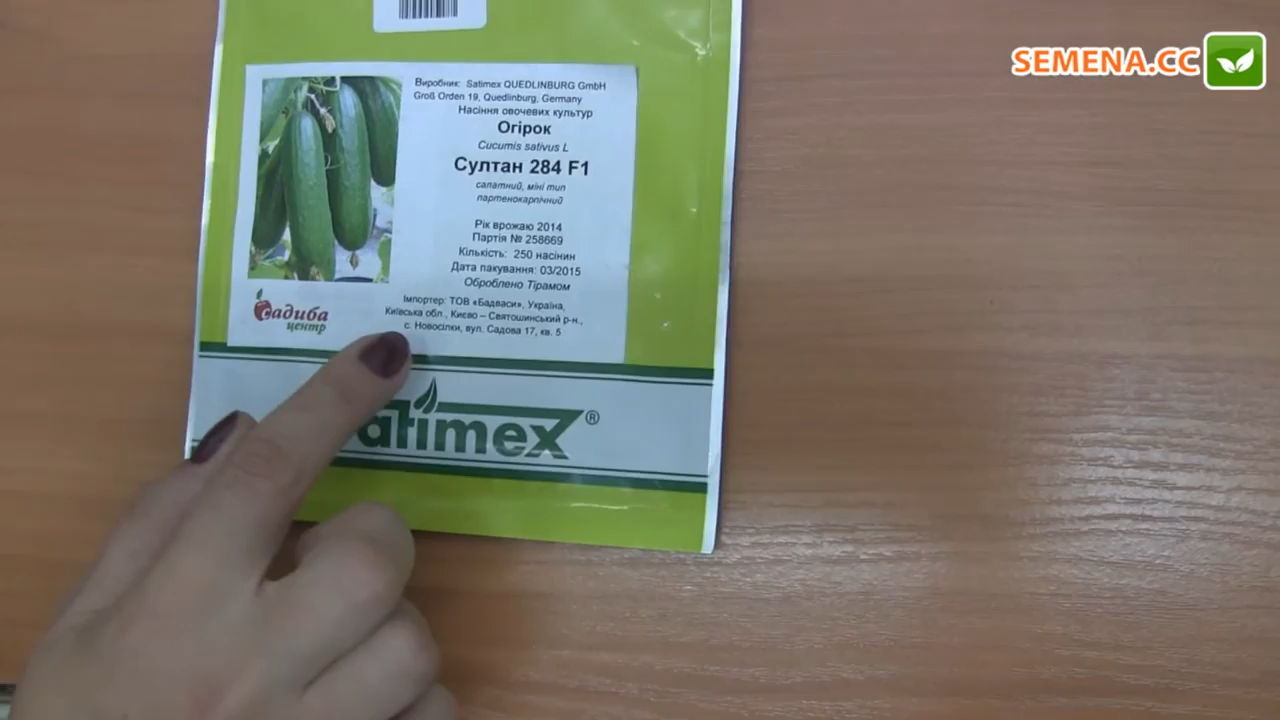 SEMENA.CC
Виробник: Satimex QUEDLINBURG GmbH
Groß Orden 19, Quedlinburg, Germany
Насіння овочевих культур
Огірок
Cucumis sativus L
Султан 284 F1
салатний, міні тип
партенокарпічний
Рік врожаю 2014
Партія № 258669
Кількість: 250 насінин
Дата пакування: 03/2015
Оброблено Тірамом
Імпортер: ТОВ «Бадваси», Україна,
Київська обл., Києво – Святошинський р-н.,
с. Новосілки, вул. Садова 17, кв. 5
Садиба
центр
atimex®